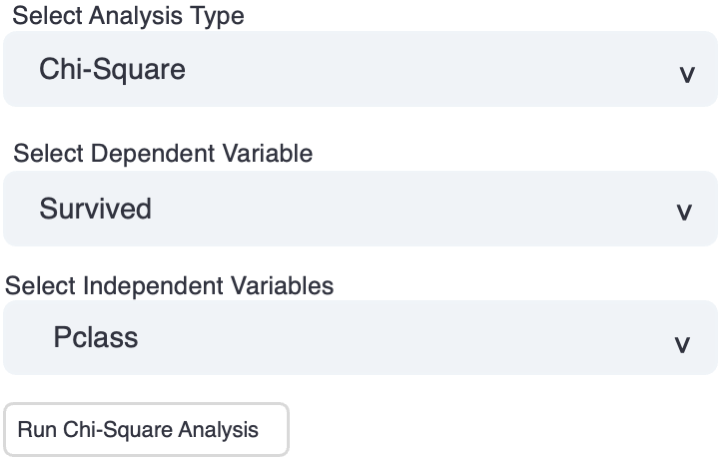 Select Analysis Type
Chi-Square v
Select Dependent Variable
Survived v
Select Independent Variables
Pclass v
Run Chi-Square Analysis